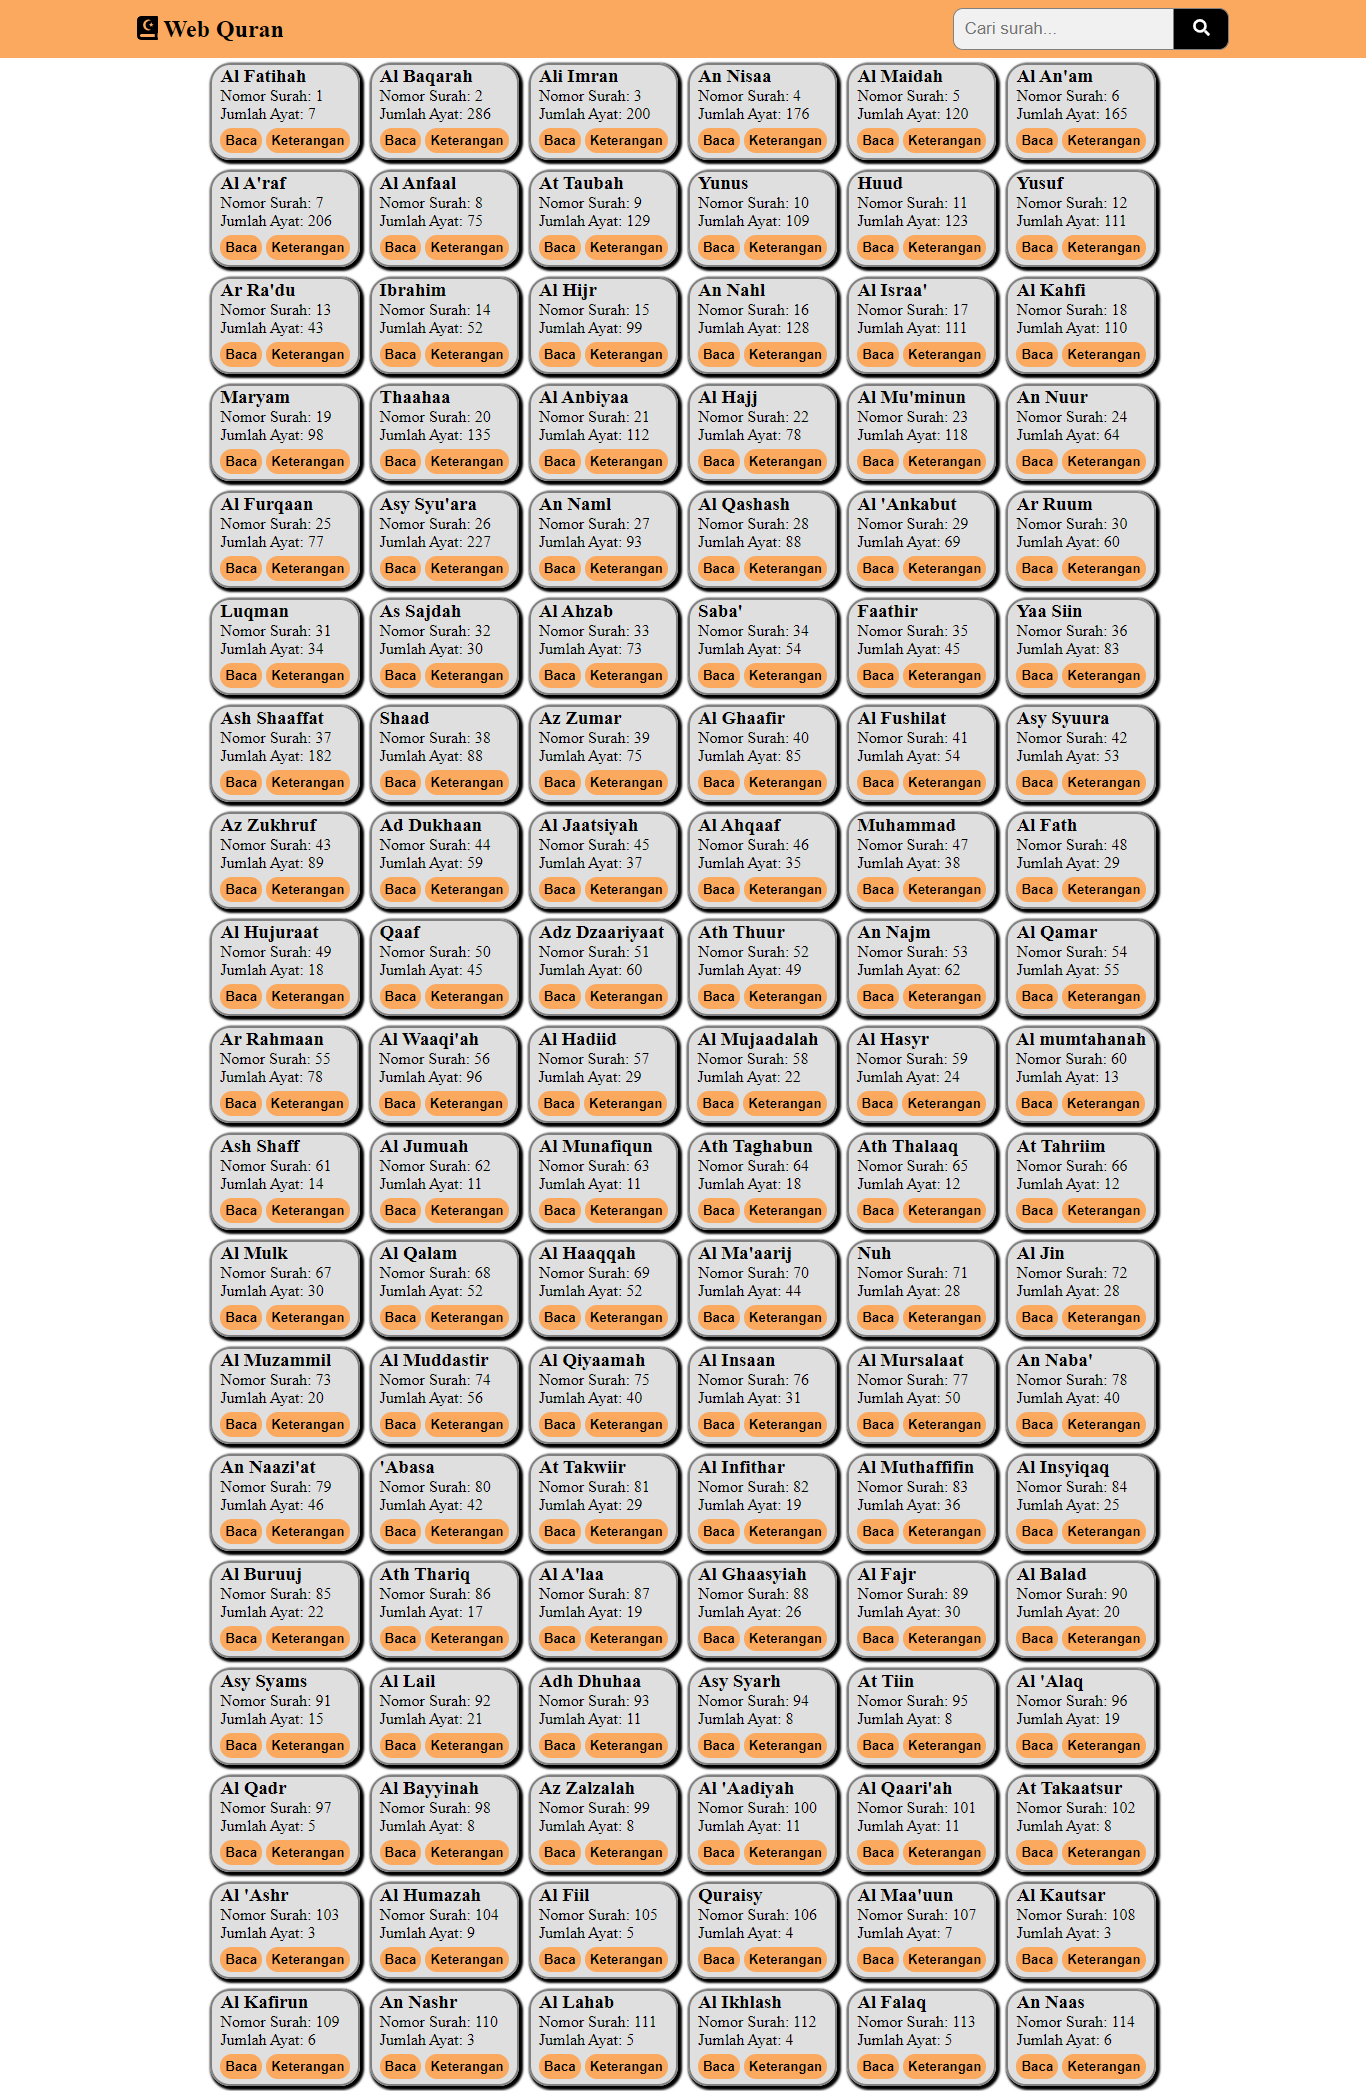 Web Quran
Cari surah...
Al Fatihah
Nomor Surah: 1
Jumlah Ayat: 7
Baca Keterangan
Al Baqarah
Nomor Surah: 2
Jumlah Ayat: 286
Baca Keterangan
Ali Imran
Nomor Surah: 3
Jumlah Ayat: 200
Baca Keterangan
An Nisaa
Nomor Surah: 4
Jumlah Ayat: 176
Baca Keterangan
Al Maidah
Nomor Surah: 5
Jumlah Ayat: 120
Baca Keterangan
Al An'am
Nomor Surah: 6
Jumlah Ayat: 165
Baca Keterangan
Al A'raf
Nomor Surah: 7
Jumlah Ayat: 206
Baca Keterangan
Al Anfaal
Nomor Surah: 8
Jumlah Ayat: 75
Baca Keterangan
At Taubah
Nomor Surah: 9
Jumlah Ayat: 129
Baca Keterangan
Yunus
Nomor Surah: 10
Jumlah Ayat: 109
Baca Keterangan
Huud
Nomor Surah: 11
Jumlah Ayat: 123
Baca Keterangan
Yusuf
Nomor Surah: 12
Jumlah Ayat: 111
Baca Keterangan
Ar Ra'du
Nomor Surah: 13
Jumlah Ayat: 43
Baca Keterangan
Ibrahim
Nomor Surah: 14
Jumlah Ayat: 52
Baca Keterangan
Al Hijr
Nomor Surah: 15
Jumlah Ayat: 99
Baca Keterangan
An Nahl
Nomor Surah: 16
Jumlah Ayat: 128
Baca Keterangan
Al Israa'
Nomor Surah: 17
Jumlah Ayat: 111
Baca Keterangan
Al Kahfi
Nomor Surah: 18
Jumlah Ayat: 110
Baca Keterangan
Maryam
Nomor Surah: 19
Jumlah Ayat: 98
Baca Keterangan
Thaahaa
Nomor Surah: 20
Jumlah Ayat: 135
Baca Keterangan
Al Anbiyaa
Nomor Surah: 21
Jumlah Ayat: 112
Baca Keterangan
Al Hajj
Nomor Surah: 22
Jumlah Ayat: 78
Baca Keterangan
Al Mu'minun
Nomor Surah: 23
Jumlah Ayat: 118
Baca Keterangan
An Nuur
Nomor Surah: 24
Jumlah Ayat: 64
Baca Keterangan
Al Furqaan
Nomor Surah: 25
Jumlah Ayat: 77
Baca Keterangan
Asy Syu'ara
Nomor Surah: 26
Jumlah Ayat: 227
Baca Keterangan
An Naml
Nomor Surah: 27
Jumlah Ayat: 93
Baca Keterangan
Al Qashash
Nomor Surah: 28
Jumlah Ayat: 88
Baca Keterangan
Al 'Ankabut
Nomor Surah: 29
Jumlah Ayat: 69
Baca Keterangan
Ar Ruum
Nomor Surah: 30
Jumlah Ayat: 60
Baca Keterangan
Luqman
Nomor Surah: 31
Jumlah Ayat: 34
Baca Keterangan
As Sajdah
Nomor Surah: 32
Jumlah Ayat: 30
Baca Keterangan
Al Ahzab
Nomor Surah: 33
Jumlah Ayat: 73
Baca Keterangan
Saba'
Nomor Surah: 34
Jumlah Ayat: 54
Baca Keterangan
Faathir
Nomor Surah: 35
Jumlah Ayat: 45
Baca Keterangan
Yaa Siin
Nomor Surah: 36
Jumlah Ayat: 83
Baca Keterangan
Ash Shaaffat
Nomor Surah: 37
Jumlah Ayat: 182
Baca Keterangan
Shaad
Nomor Surah: 38
Jumlah Ayat: 88
Baca Keterangan
Az Zumar
Nomor Surah: 39
Jumlah Ayat: 75
Baca Keterangan
Al Ghaafir
Nomor Surah: 40
Jumlah Ayat: 85
Baca Keterangan
Al Fushilat
Nomor Surah: 41
Jumlah Ayat: 54
Baca Keterangan
Asy Syuura
Nomor Surah: 42
Jumlah Ayat: 53
Baca Keterangan
Az Zukhruf
Nomor Surah: 43
Jumlah Ayat: 89
Baca Keterangan
Ad Dukhaan
Nomor Surah: 44
Jumlah Ayat: 59
Baca Keterangan
Al Jaatsiyah
Nomor Surah: 45
Jumlah Ayat: 37
Baca Keterangan
Al Ahqaaf
Nomor Surah: 46
Jumlah Ayat: 35
Baca Keterangan
Muhammad
Nomor Surah: 47
Jumlah Ayat: 38
Baca Keterangan
Al Fath
Nomor Surah: 48
Jumlah Ayat: 29
Baca Keterangan
Al Hujuraat
Nomor Surah: 49
Jumlah Ayat: 18
Baca Keterangan
Qaaf
Nomor Surah: 50
Jumlah Ayat: 45
Baca Keterangan
Adz Dzaariyaat
Nomor Surah: 51
Jumlah Ayat: 60
Baca Keterangan
Ath Thuur
Nomor Surah: 52
Jumlah Ayat: 49
Baca Keterangan
An Najm
Nomor Surah: 53
Jumlah Ayat: 62
Baca Keterangan
Al Qamar
Nomor Surah: 54
Jumlah Ayat: 55
Baca Keterangan
Ar Rahmaan
Nomor Surah: 55
Jumlah Ayat: 78
Baca Keterangan
Al Waaqi'ah
Nomor Surah: 56
Jumlah Ayat: 96
Baca Keterangan
Al Hadiid
Nomor Surah: 57
Jumlah Ayat: 29
Baca Keterangan
Al Mujaadalah
Nomor Surah: 58
Jumlah Ayat: 22
Baca Keterangan
Al Hasyr
Nomor Surah: 59
Jumlah Ayat: 24
Baca Keterangan
Al mumtahanah
Nomor Surah: 60
Jumlah Ayat: 13
Baca Keterangan
Ash Shaff
Nomor Surah: 61
Jumlah Ayat: 14
Baca Keterangan
Al Jumuah
Nomor Surah: 62
Jumlah Ayat: 11
Baca Keterangan
Al Munafiqun
Nomor Surah: 63
Jumlah Ayat: 11
Baca Keterangan
Ath Taghabun
Nomor Surah: 64
Jumlah Ayat: 18
Baca Keterangan
Ath Thalaaq
Nomor Surah: 65
Jumlah Ayat: 12
Baca Keterangan
At Tahriim
Nomor Surah: 66
Jumlah Ayat: 12
Baca Keterangan
Al Mulk
Nomor Surah: 67
Jumlah Ayat: 30
Baca Keterangan
Al Qalam
Nomor Surah: 68
Jumlah Ayat: 52
Baca Keterangan
Al Haaqqah
Nomor Surah: 69
Jumlah Ayat: 52
Baca Keterangan
Al Ma'aarij
Nomor Surah: 70
Jumlah Ayat: 44
Baca Keterangan
Nuh
Nomor Surah: 71
Jumlah Ayat: 28
Baca Keterangan
Al Jin
Nomor Surah: 72
Jumlah Ayat: 28
Baca Keterangan
Al Muzammil
Nomor Surah: 73
Jumlah Ayat: 20
Baca Keterangan
Al Muddastir
Nomor Surah: 74
Jumlah Ayat: 56
Baca Keterangan
Al Qiyaamah
Nomor Surah: 75
Jumlah Ayat: 40
Baca Keterangan
Al Insaan
Nomor Surah: 76
Jumlah Ayat: 31
Baca Keterangan
Al Mursalaat
Nomor Surah: 77
Jumlah Ayat: 50
Baca Keterangan
An Naba'
Nomor Surah: 78
Jumlah Ayat: 40
Baca Keterangan
An Naazi'at
Nomor Surah: 79
Jumlah Ayat: 46
Baca Keterangan
'Abasa
Nomor Surah: 80
Jumlah Ayat: 42
Baca Keterangan
At Takwiir
Nomor Surah: 81
Jumlah Ayat: 29
Baca Keterangan
Al Infithar
Nomor Surah: 82
Jumlah Ayat: 19
Baca Keterangan
Al Muthaffifin
Nomor Surah: 83
Jumlah Ayat: 36
Baca Keterangan
Al Insyiqaq
Nomor Surah: 84
Jumlah Ayat: 25
Baca Keterangan
Al Buruuj
Nomor Surah: 85
Jumlah Ayat: 22
Baca Keterangan
Ath Thariq
Nomor Surah: 86
Jumlah Ayat: 17
Baca Keterangan
Al A'laa
Nomor Surah: 87
Jumlah Ayat: 19
Baca Keterangan
Al Ghaasyiah
Nomor Surah: 88
Jumlah Ayat: 26
Baca Keterangan
Al Fajr
Nomor Surah: 89
Jumlah Ayat: 30
Baca Keterangan
Al Balad
Nomor Surah: 90
Jumlah Ayat: 20
Baca Keterangan
Asy Syams
Nomor Surah: 91
Jumlah Ayat: 15
Baca Keterangan
Al Lail
Nomor Surah: 92
Jumlah Ayat: 21
Baca Keterangan
Adh Dhuhaa
Nomor Surah: 93
Jumlah Ayat: 11
Baca Keterangan
Asy Syarh
Nomor Surah: 94
Jumlah Ayat: 8
Baca Keterangan
At Tiin
Nomor Surah: 95
Jumlah Ayat: 8
Baca Keterangan
Al 'Alaq
Nomor Surah: 96
Jumlah Ayat: 19
Baca Keterangan
Al Qadr
Nomor Surah: 97
Jumlah Ayat: 5
Baca Keterangan
Al Bayyinah
Nomor Surah: 98
Jumlah Ayat: 8
Baca Keterangan
Az Zalzalah
Nomor Surah: 99
Jumlah Ayat: 8
Baca Keterangan
Al 'Aadiyah
Nomor Surah: 100
Jumlah Ayat: 11
Baca Keterangan
Al Qaari'ah
Nomor Surah: 101
Jumlah Ayat: 11
Baca Keterangan
At Takaatsur
Nomor Surah: 102
Jumlah Ayat: 8
Baca Keterangan
Al 'Ashr
Nomor Surah: 103
Jumlah Ayat: 3
Baca Keterangan
Al Humazah
Nomor Surah: 104
Jumlah Ayat: 9
Baca Keterangan
Al Fiil
Nomor Surah: 105
Jumlah Ayat: 5
Baca Keterangan
Quraisy
Nomor Surah: 106
Jumlah Ayat: 4
Baca Keterangan
Al Maa'uun
Nomor Surah: 107
Jumlah Ayat: 7
Baca Keterangan
Al Kautsar
Nomor Surah: 108
Jumlah Ayat: 3
Baca Keterangan
Al Kafirun
Nomor Surah: 109
Jumlah Ayat: 6
Baca Keterangan
An Nashr
Nomor Surah: 110
Jumlah Ayat: 3
Baca Keterangan
Al Lahab
Nomor Surah: 111
Jumlah Ayat: 5
Baca Keterangan
Al Ikhlash
Nomor Surah: 112
Jumlah Ayat: 4
Baca Keterangan
Al Falaq
Nomor Surah: 113
Jumlah Ayat: 5
Baca Keterangan
An Naas
Nomor Surah: 114
Jumlah Ayat: 6
Baca Keterangan